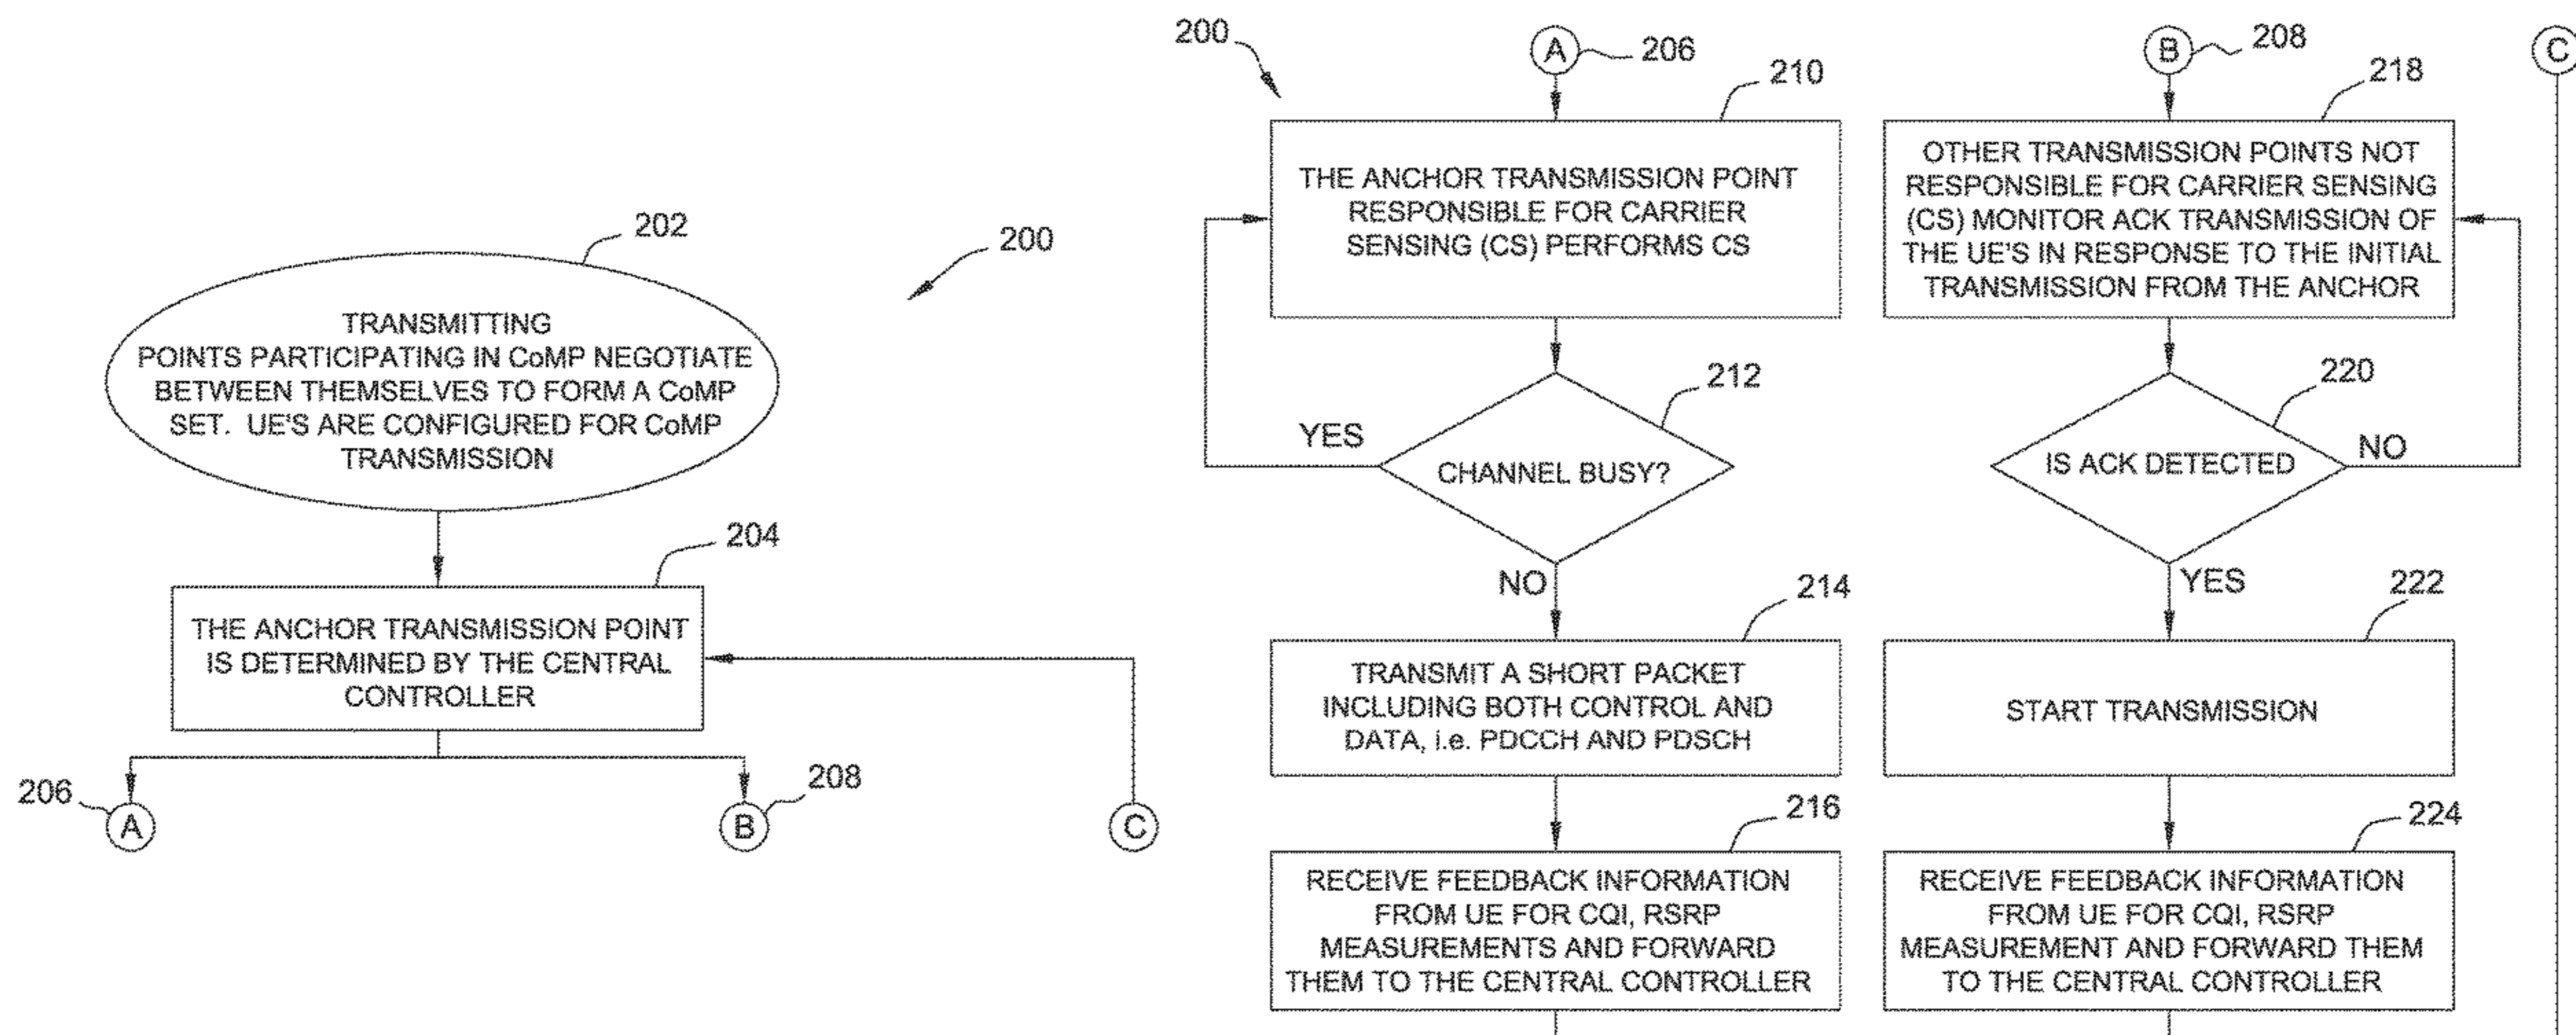 202
200
TRANSMITTING
POINTS PARTICIPATING IN CoMP NEGOTIATE
BETWEEN THEMSELVES TO FORM A CoMP
SET. UE'S ARE CONFIGURED FOR CoMP
TRANSMISSION
204
THE ANCHOR TRANSMISSION POINT
IS DETERMINED BY THE CENTRAL
CONTROLLER
206
A
208
B
C
200
A
206
210
THE ANCHOR TRANSMISSION POINT
RESPONSIBLE FOR CARRIER
SENSING (CS) PERFORMS CS
212
YES
CHANNEL BUSY?
NO
214
TRANSMIT A SHORT PACKET
INCLUDING BOTH CONTROL AND
DATA, i.e. PDCCH AND PDSCH
216
RECEIVE FEEDBACK INFORMATION
FROM UE FOR CQI, RSRP
MEASUREMENTS AND FORWARD
THEM TO THE CENTRAL CONTROLLER
B
208
218
OTHER TRANSMISSION POINTS NOT
RESPONSIBLE FOR CARRIER SENSING
(CS) MONITOR ACK TRANSMISSION OF
THE UE'S IN RESPONSE TO THE INITIAL
TRANSMISSION FROM THE ANCHOR
220
IS ACK DETECTED
NO
YES
222
START TRANSMISSION
224
RECEIVE FEEDBACK INFORMATION
FROM UE FOR CQI, RSRP
MEASUREMENT AND FORWARD THEM
TO THE CENTRAL CONTROLLER
C